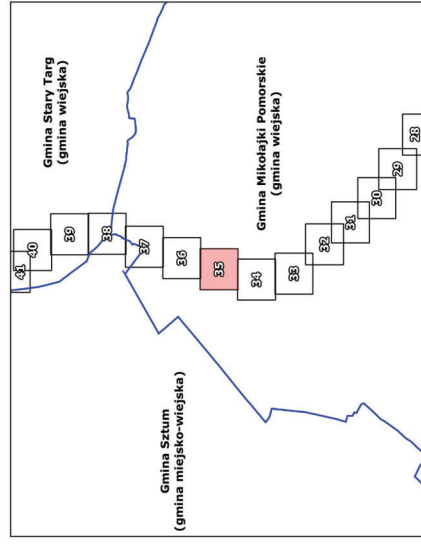 Gmina Stary Targ
(gmina wiejska)
41
40
39
38
37
36
35
34
33
32
31
30
29
28
Gmina Mikołajki Pomorskie
(gmina wiejska)
Gmina Sztum
(gmina miejsko-wiejska)